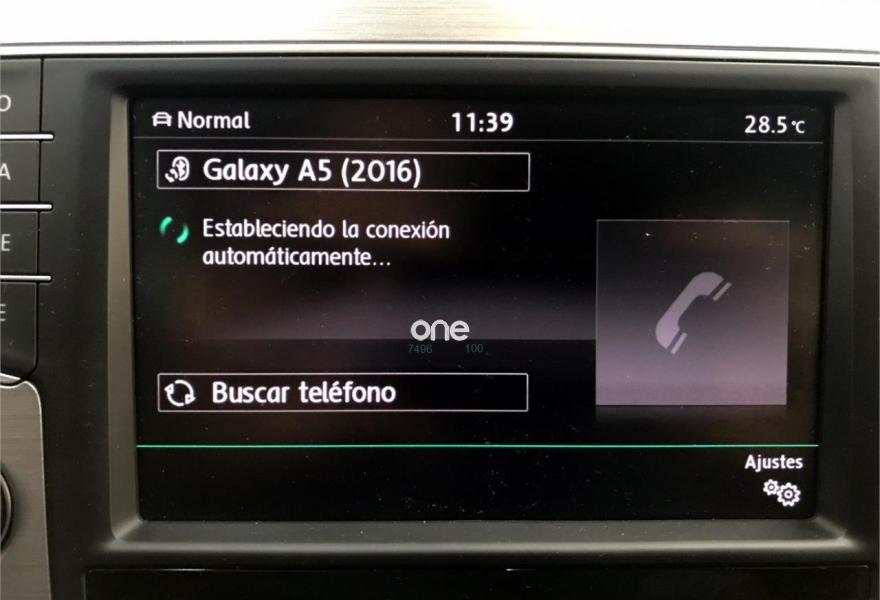 Normal 11:39 28.5°C
Galaxy A5 (2016)
Estableciendo la conexión
automáticamente...
one
7496 100
Buscar teléfono
Ajustes
O
A
E
E